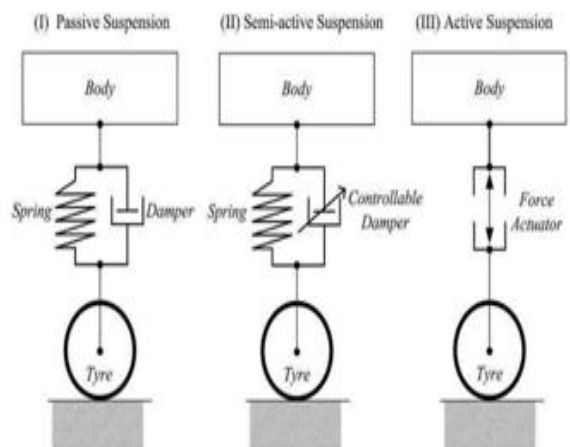 (I) Passive Suspension
(II) Semi-active Suspension
(III) Active Suspension
Body
Body
Body
Spring
Damper
Spring
Controllable
Damper
Force
Actuator
Tyre
Tyre
Tyre